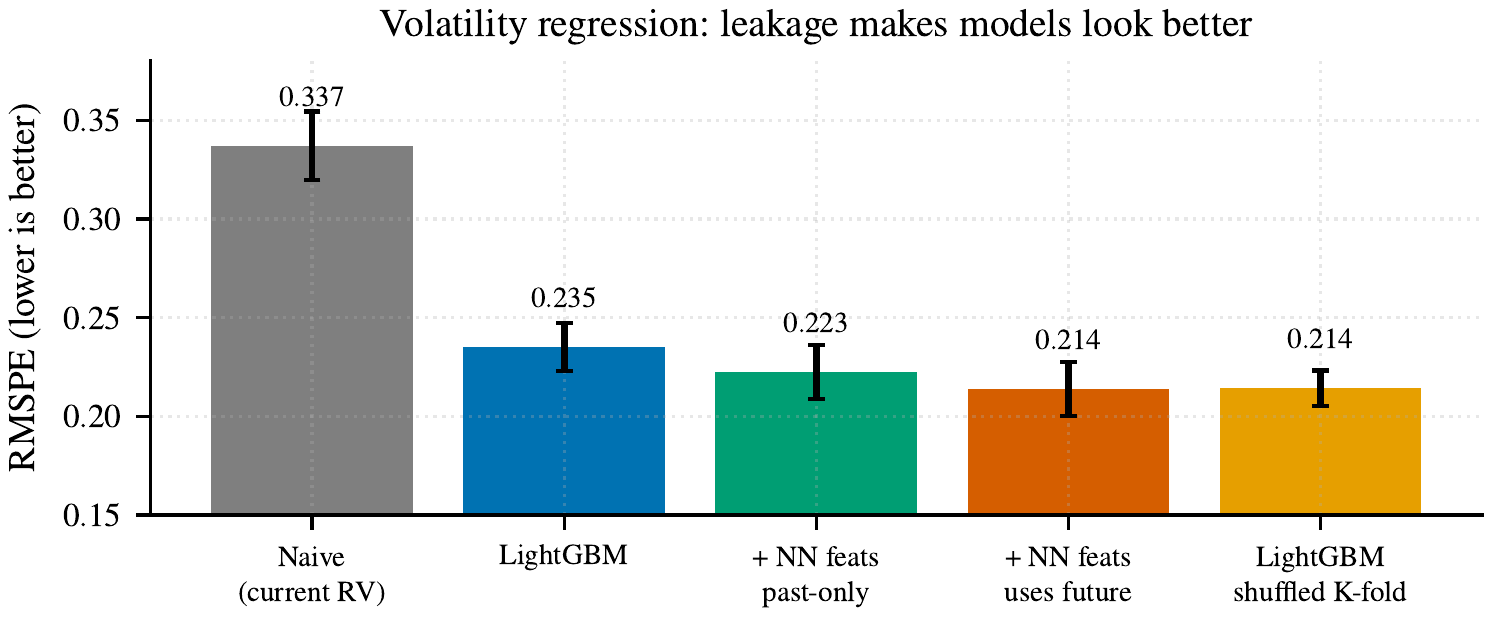 Volatility regression: leakage makes models look better
RMSPE (lower is better)
0.35
0.30
0.25
0.20
0.15
0.337
0.235
0.223
0.214
0.214
Naive
(current RV)
LightGBM
+ NN feats
past-only
+ NN feats
uses future
LightGBM
shuffled K-fold